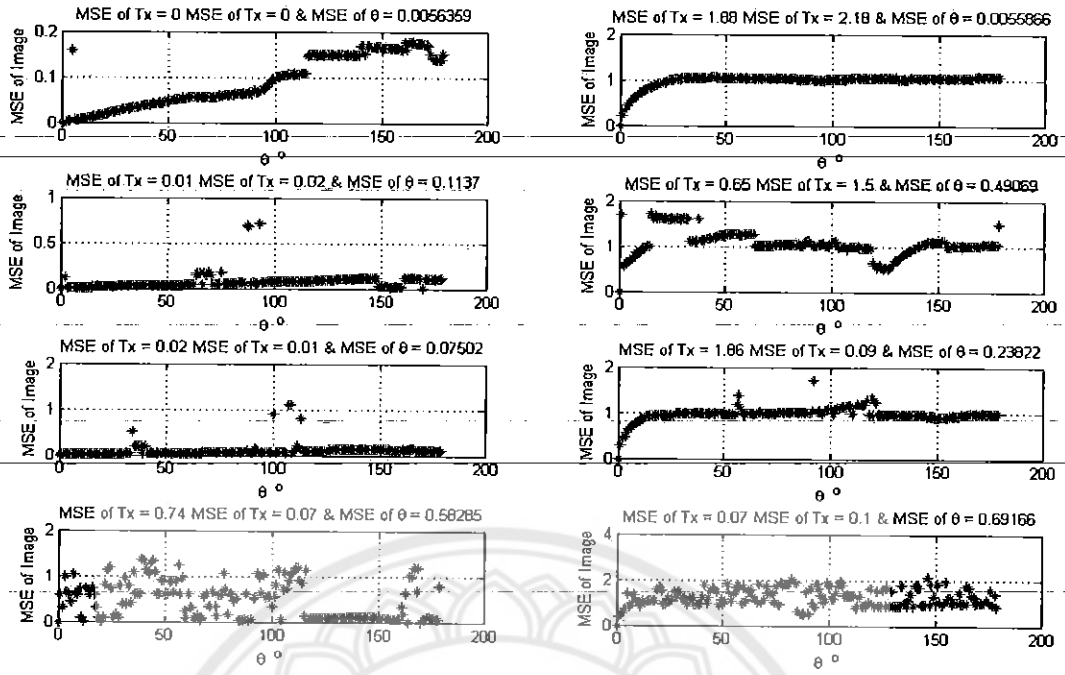 MSE of Tx = 0 MSE of Tx = 0 & MSE of θ = 0.0056359
MSE of Image
0.2
0.1
0
0 50 100 150 200
θ º
MSE of Tx = 1.88 MSE of Tx = 2.18 & MSE of θ = 0.0055866
MSE of Image
2
1
0
0 50 100 150 200
θ º
MSE of Tx = 0.01 MSE of Tx = 0.02 & MSE of θ = 0.1137
MSE of Image
1
0.5
0
0 50 100 150 200
θ º
MSE of Tx = 0.65 MSE of Tx = 1.5 & MSE of θ = 0.49069
MSE of Image
2
1
0
0 50 100 150 200
θ º
MSE of Tx = 0.02 MSE of Tx = 0.01 & MSE of θ = 0.07502
MSE of Image
2
1
0
0 50 100 150 200
θ º
MSE of Tx = 1.86 MSE of Tx = 0.09 & MSE of θ = 0.23822
MSE of Image
2
1
0
0 50 100 150 200
θ º
MSE of Tx = 0.74 MSE of Tx = 0.07 & MSE of θ = 0.58285
MSE of Image
2
1
0
0 50 100 150 200
θ º
MSE of Tx = 0.07 MSE of Tx = 0.1 & MSE of θ = 0.69166
MSE of Image
4
2
0
0 50 100 150 200
θ º